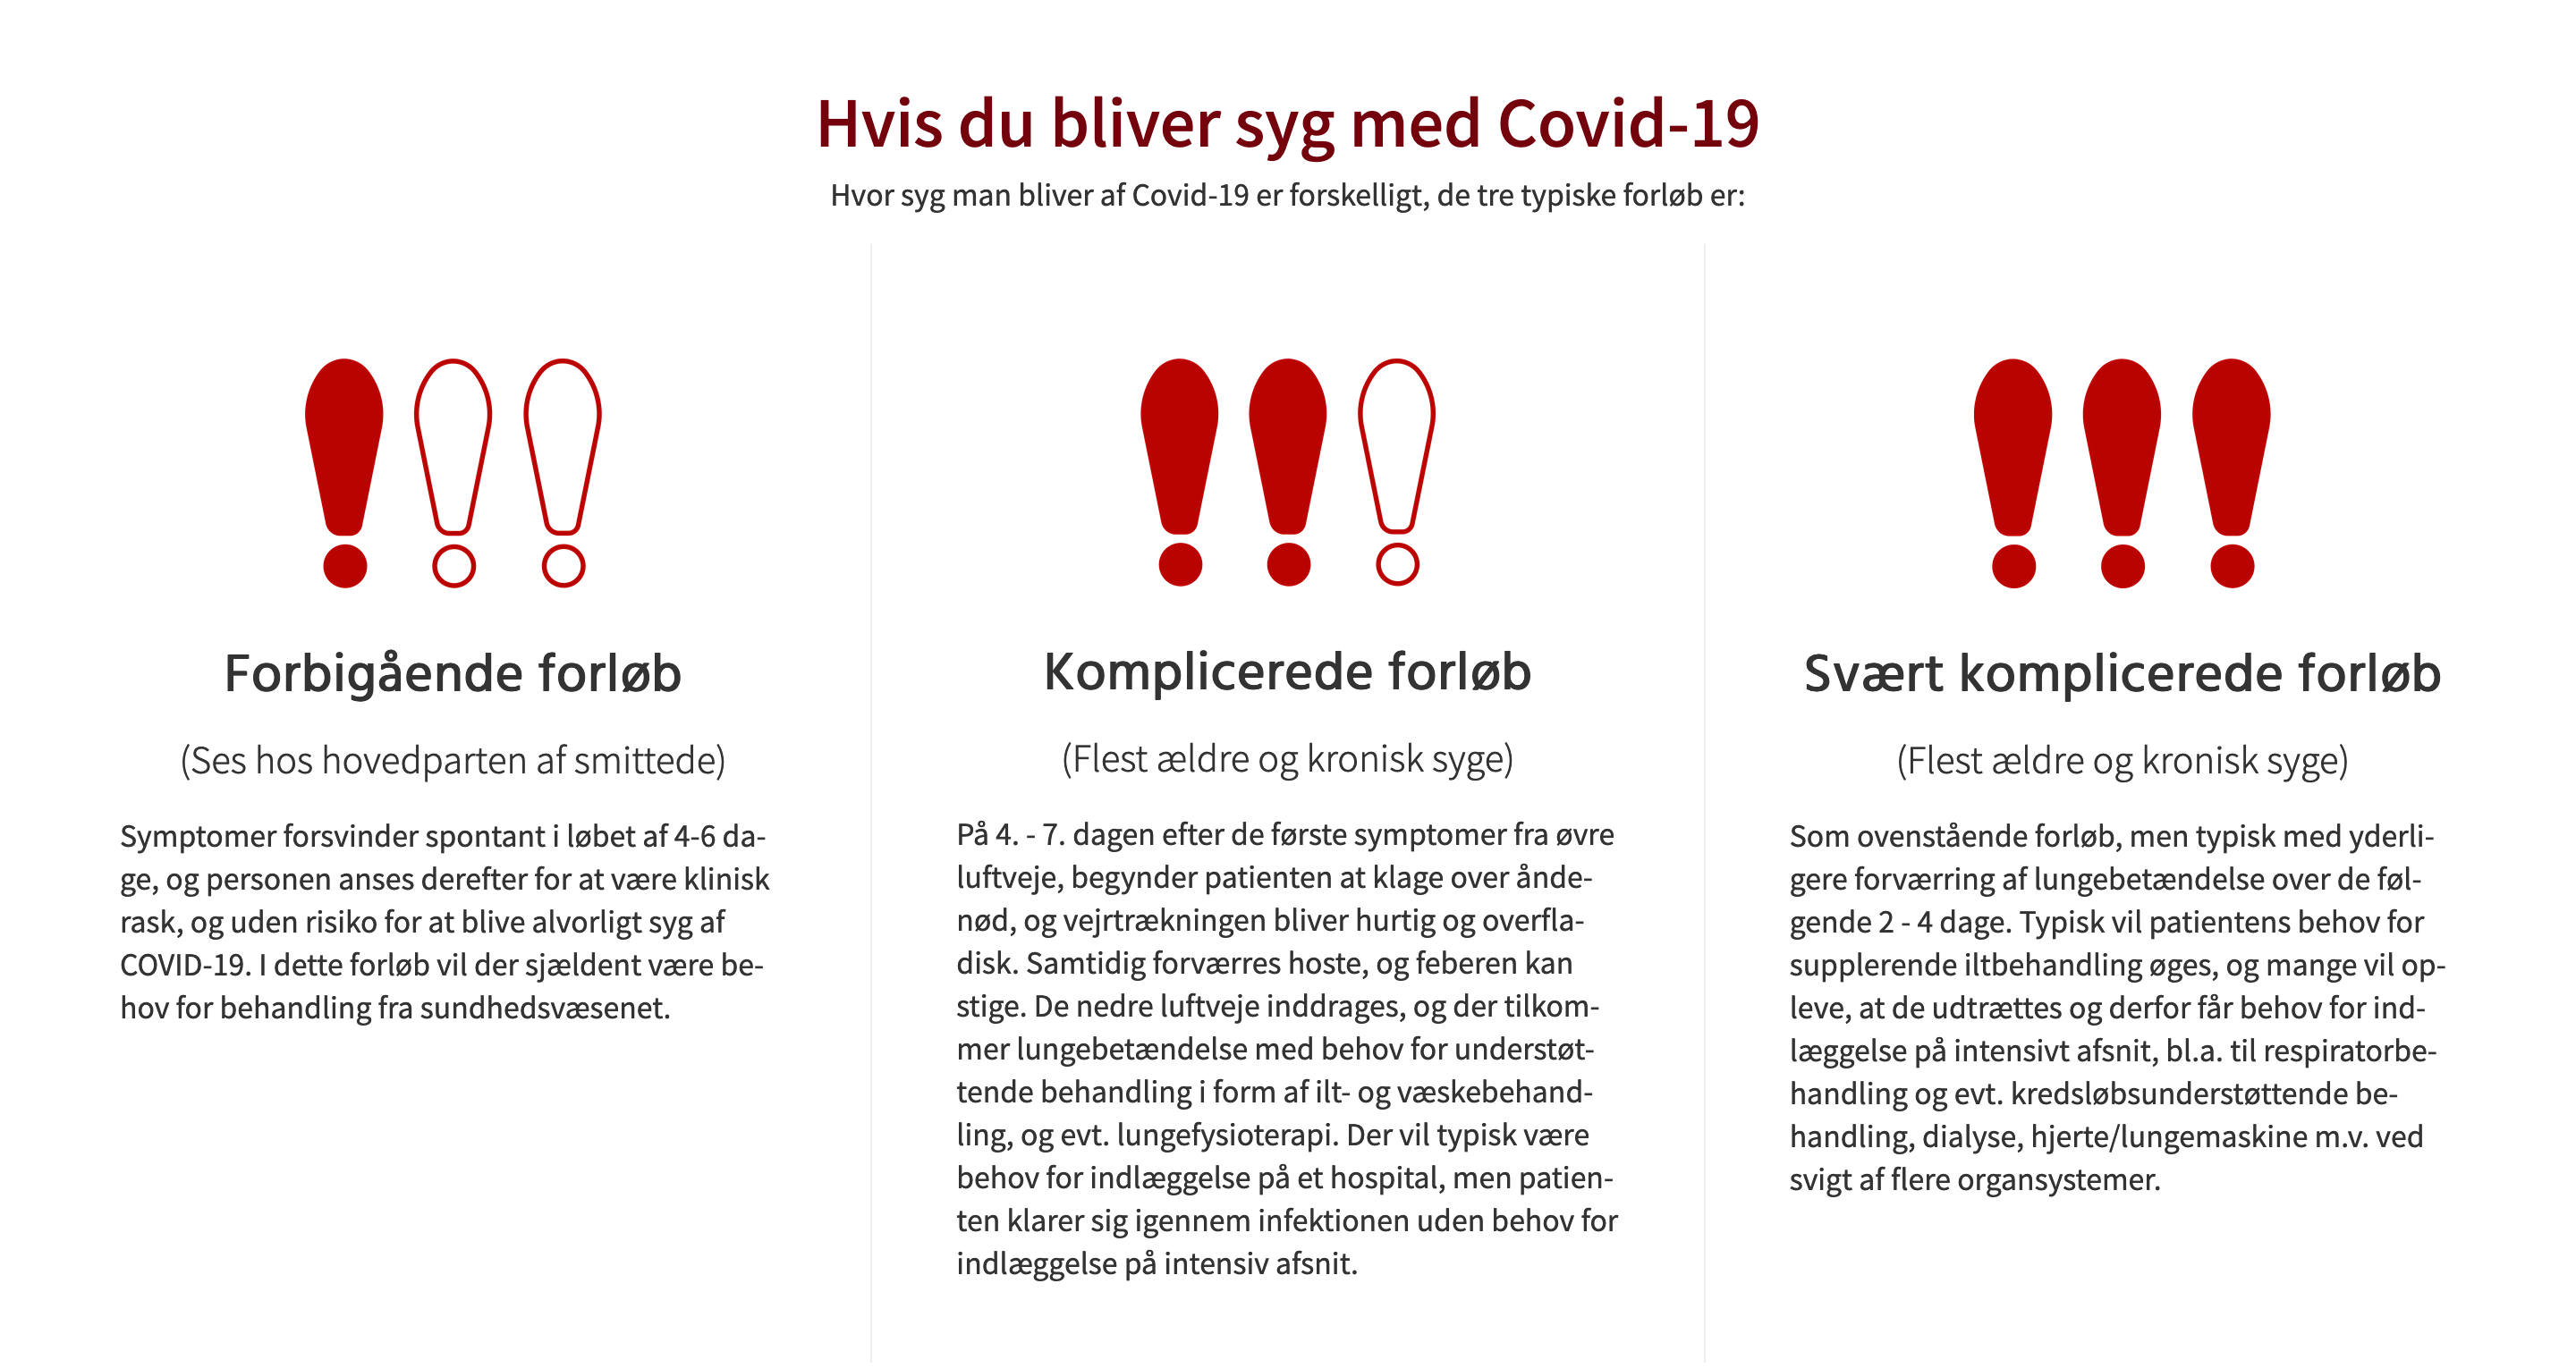 Hvis du bliver syg med Covid-19
Hvor syg man bliver af Covid-19 er forskelligt, de tre typiske forløb er:
Forbigående forløb
(Ses hos hovedparten af smittede)
Symptomer forsvinder spontant i løbet af 4-6 da-
ge, og personen anses derefter for at være klinisk
rask, og uden risiko for at blive alvorligt syg af
COVID-19. I dette forløb vil der sjældent være be-
hov for behandling fra sundhedsvæsenet.
Komplicerede forløb
(Flest ældre og kronisk syge)
På 4. - 7. dagen efter de første symptomer fra øvre
luftveje, begynder patienten at klage over ånde-
nød, og vejrtrækningen bliver hurtig og overfla-
disk. Samtidig forværres hoste, og feberen kan
stige. De nedre luftveje inddrages, og der tilkom-
mer lungebetændelse med behov for understøt-
tende behandling i form af ilt- og væskebehand-
ling, og evt. lungefysioterapi. Der vil typisk være
behov for indlæggelse på et hospital, men patien-
ten klarer sig igennem infektionen uden behov for
indlæggelse på intensiv afsnit.
Svært komplicerede forløb
(Flest ældre og kronisk syge)
Som ovenstående forløb, men typisk med yderli-
gere forværring af lungebetændelse over de føl-
gende 2 - 4 dage. Typisk vil patientens behov for
supplerende iltbehandling øges, og mange vil op-
leve, at de udtrættes og derfor får behov for ind-
læggelse på intensivt afsnit, bl.a. til respiratorbe-
handling og evt. kredsløbsunderstøttende be-
handling, dialyse, hjerte/lungemaskine m.v. ved
svigt af flere organsystemer.